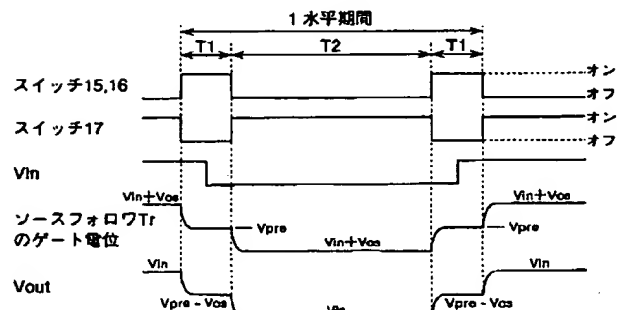 1 水平期間
T1 T2 T1
スイッチ15,16
オン
オフ
スイッチ17
オン
オフ
Vin
Vin＋Vos Vin＋Vos
ソースフォロワTr
のゲート電位
Vpre Vin＋Vos Vpre
Vin Vin
Vout
Vpre - Vos Vin Vpre - Vos